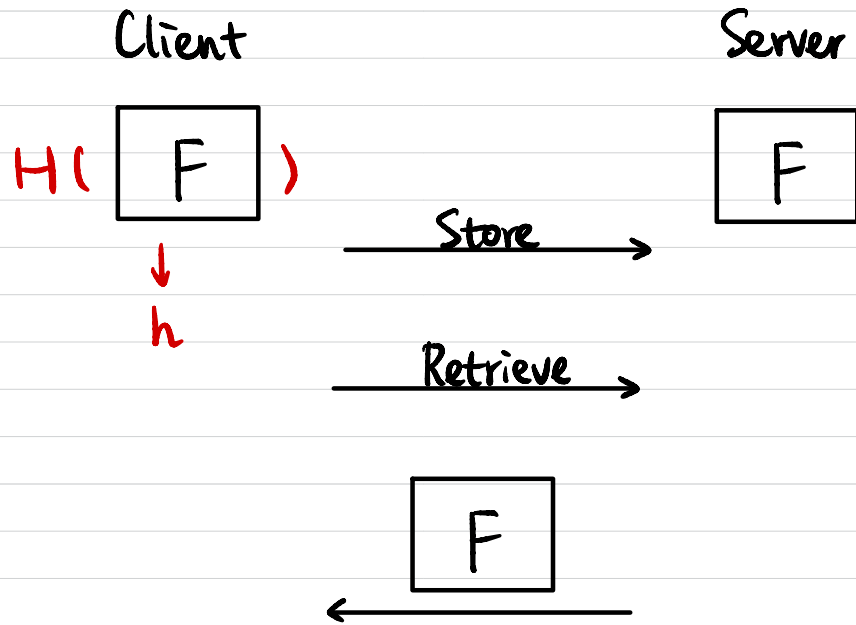 Client Server
H( F ) F
Store
h
Retrieve
F